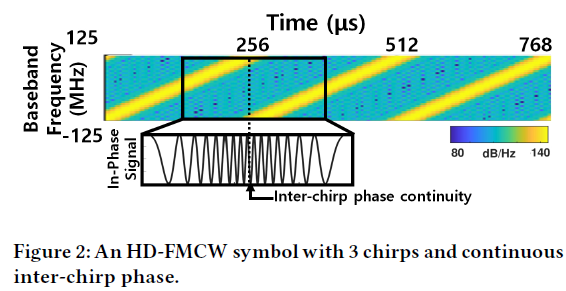 Time (μs)
125 256 512 768
Baseband
Frequency
(MHz)
-125
In-Phase
Signal
80 dB/Hz 140
Inter-chirp phase continuity
Figure 2: An HD-FMCW symbol with 3 chirps and continuous
inter-chirp phase.